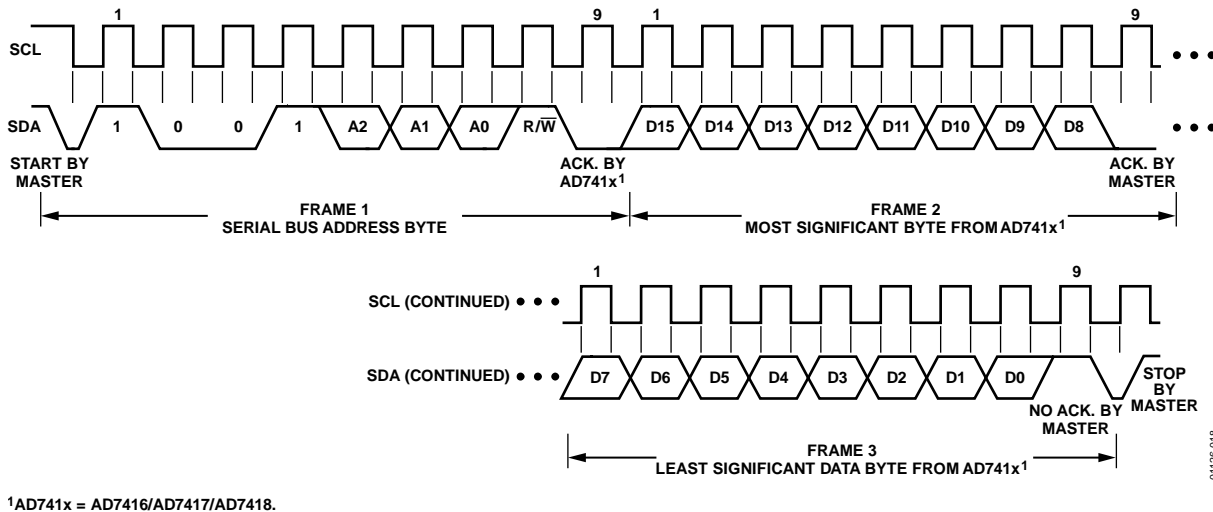 1 9 1 9
SCL
SDA 1 0 0 1 A2 A1 A0 R/W̅ D15 D14 D13 D12 D11 D10 D9 D8
START BY
MASTER
ACK. BY
AD741x¹
ACK. BY
MASTER
FRAME 1
SERIAL BUS ADDRESS BYTE
FRAME 2
MOST SIGNIFICANT BYTE FROM AD741x¹
1 9
SCL (CONTINUED)
SDA (CONTINUED) D7 D6 D5 D4 D3 D2 D1 D0
NO ACK. BY
MASTER
STOP
BY
MASTER
FRAME 3
LEAST SIGNIFICANT DATA BYTE FROM AD741x¹
¹AD741x = AD7416/AD7417/AD7418.